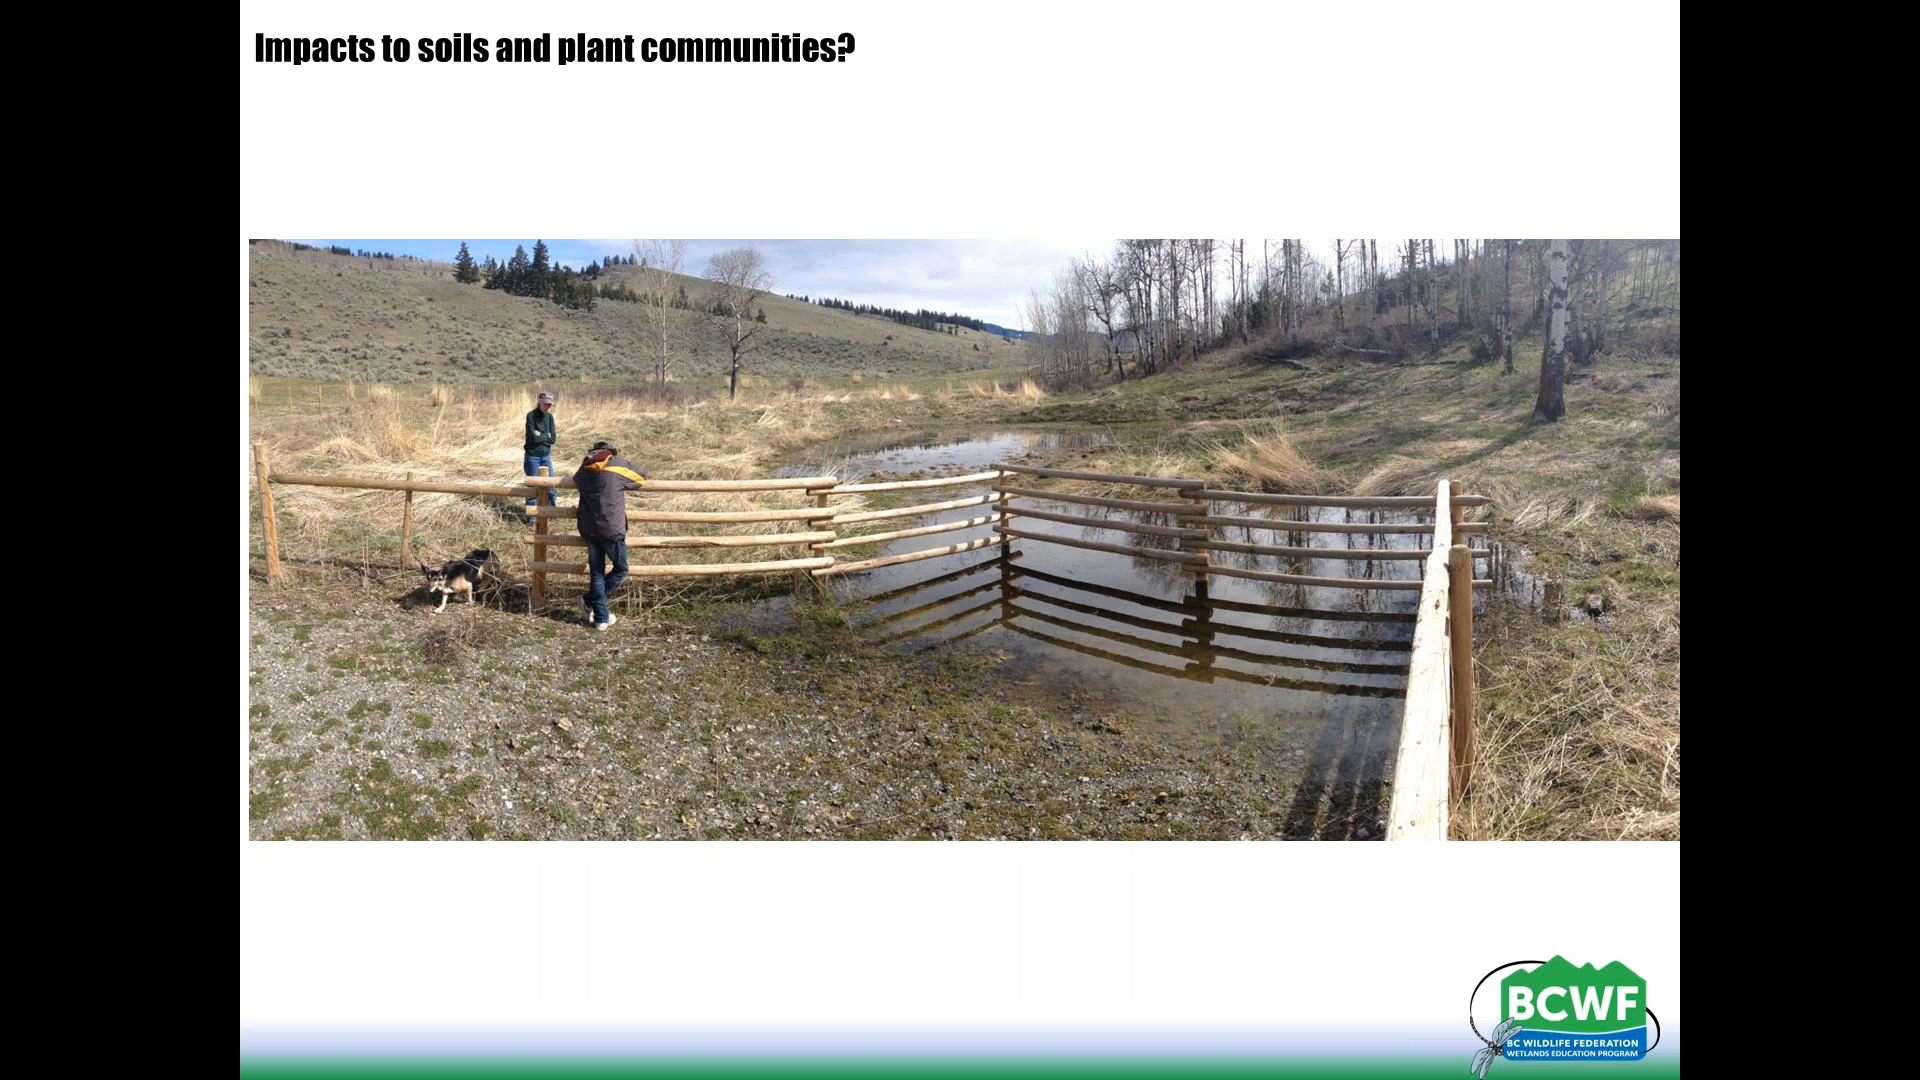 Impacts to soils and plant communities?
BCWF
BC WILDLIFE FEDERATION
WETLANDS EDUCATION PROGRAM